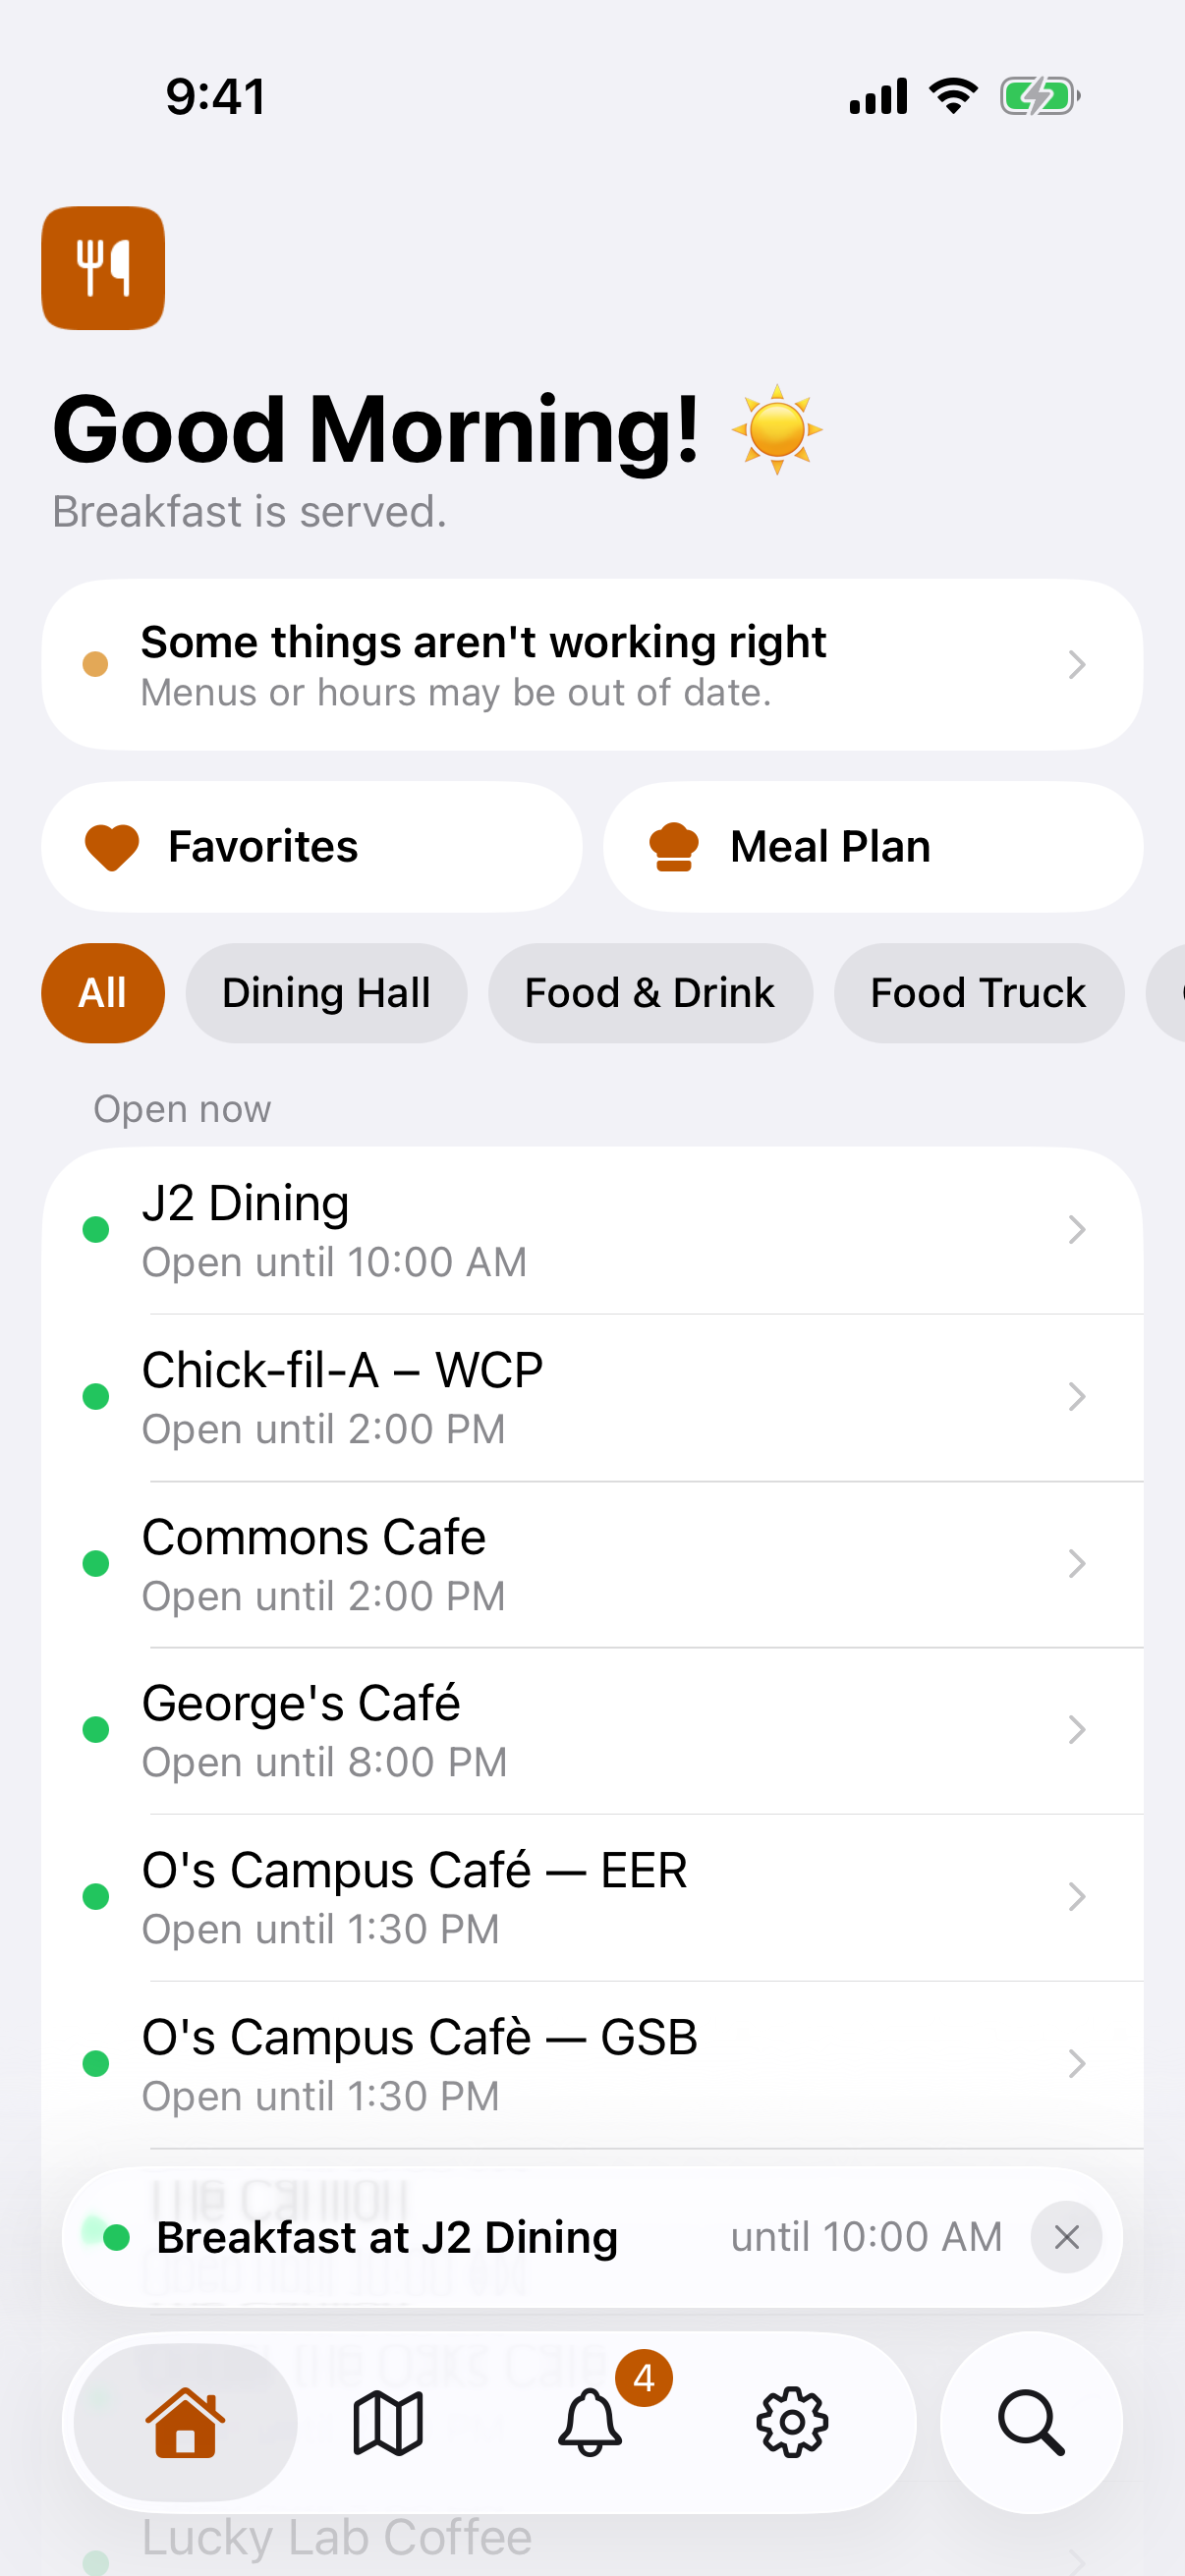 9:41
Good Morning! ☀️
Breakfast is served.
Some things aren't working right
Menus or hours may be out of date.
Favorites
Meal Plan
All
Dining Hall
Food & Drink
Food Truck
Open now
J2 Dining
Open until 10:00 AM
Chick-fil-A – WCP
Open until 2:00 PM
Commons Cafe
Open until 2:00 PM
George's Café
Open until 8:00 PM
O's Campus Café — EER
Open until 1:30 PM
O's Campus Cafè — GSB
Open until 1:30 PM
Breakfast at J2 Dining
until 10:00 AM
4
Lucky Lab Coffee